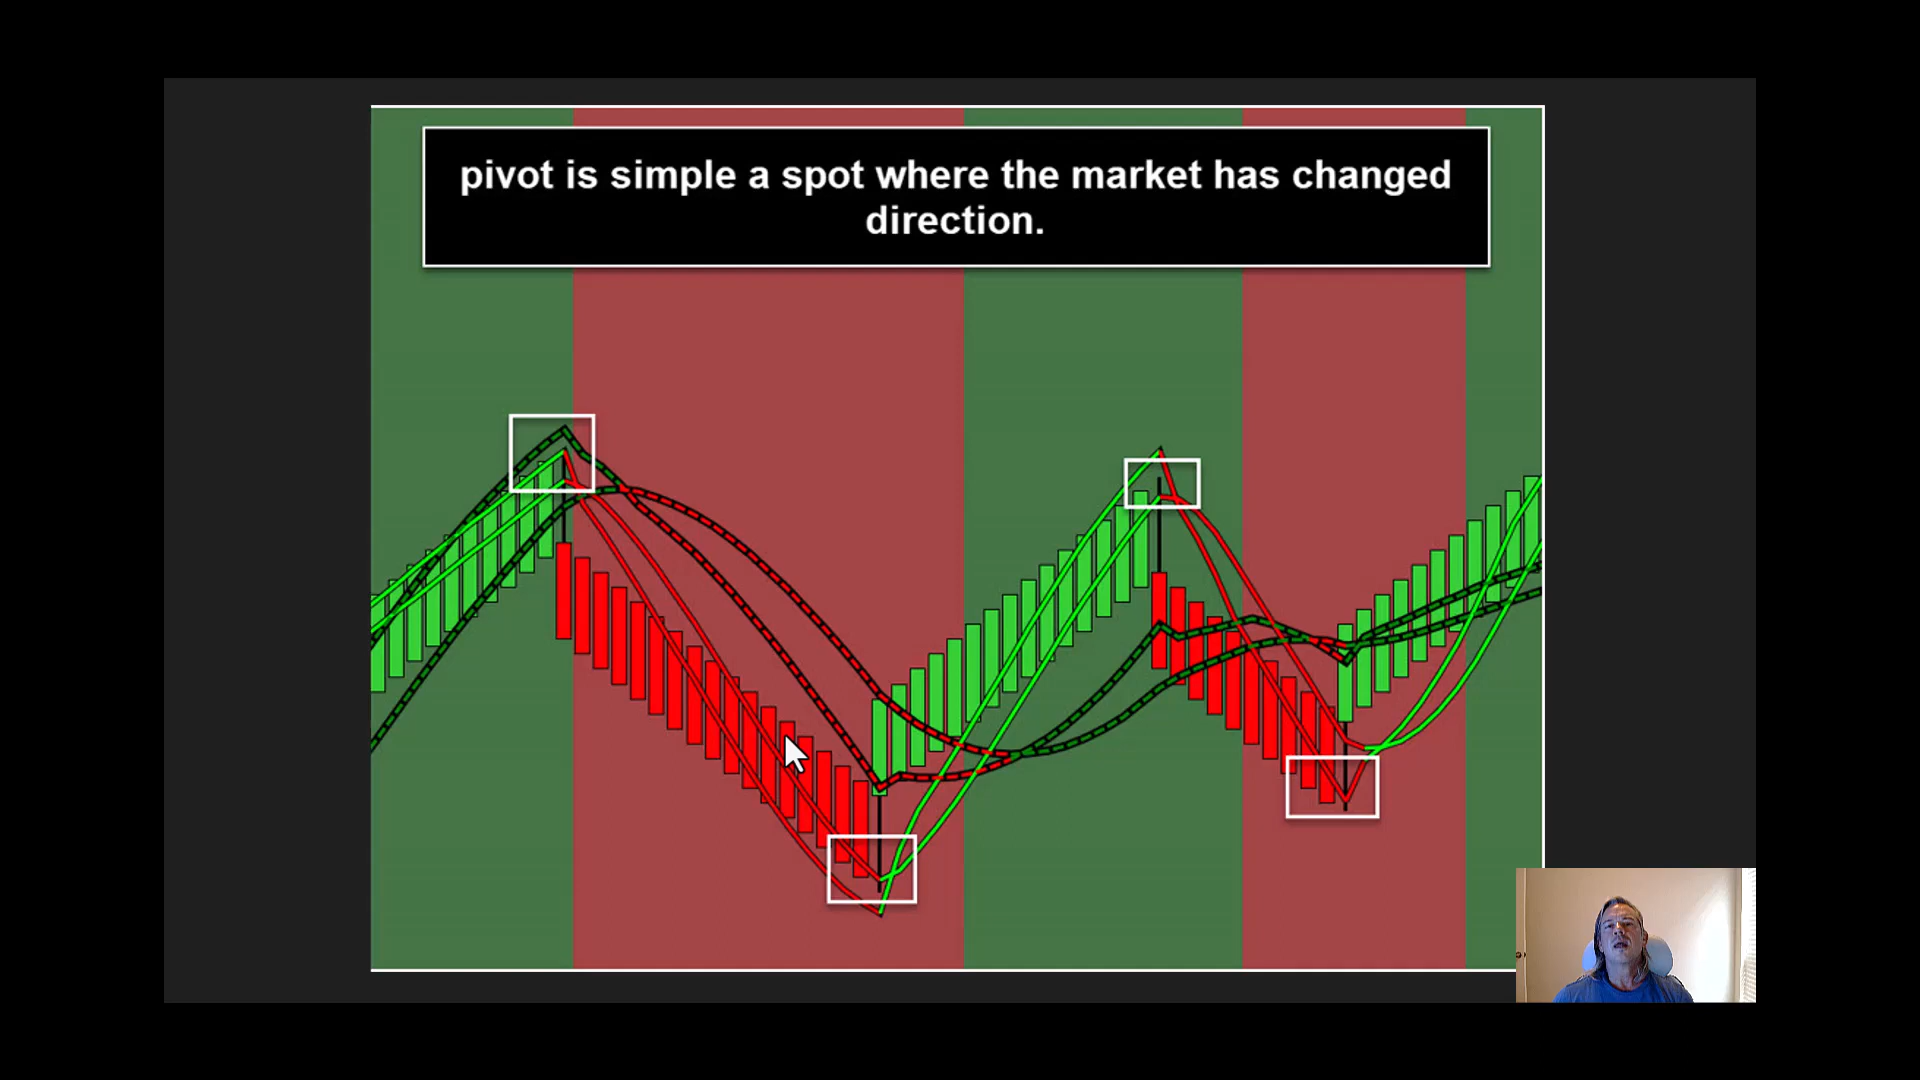 pivot is simple a spot where the market has changed
direction.